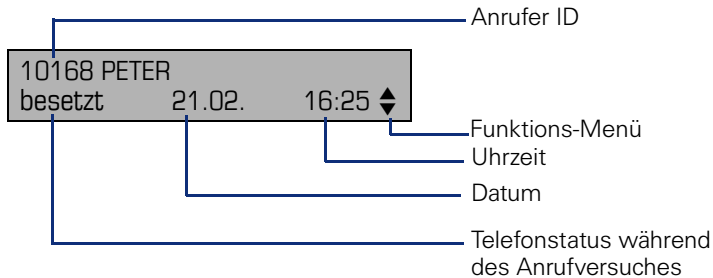 Anrufer ID
10168 PETER
besetzt 21.02. 16:25
Funktions-Menü
Uhrzeit
Datum
Telefonstatus während
des Anrufversuches